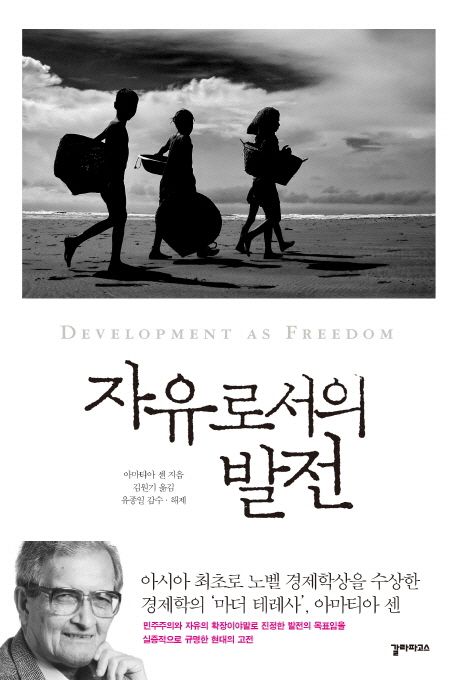 DEVELOPMENT AS FREEDOM
자유로서의
발전
아마티아 센 지음
김원기 옮김
유종일 감수 · 해제
아시아 최초로 노벨 경제학상을 수상한
경제학의 ‘마더 테레사’, 아마티아 센
민주주의와 자유의 확장이야말로 진정한 발전의 목표임을
실증적으로 규명한 현대의 고전
갈라파고스